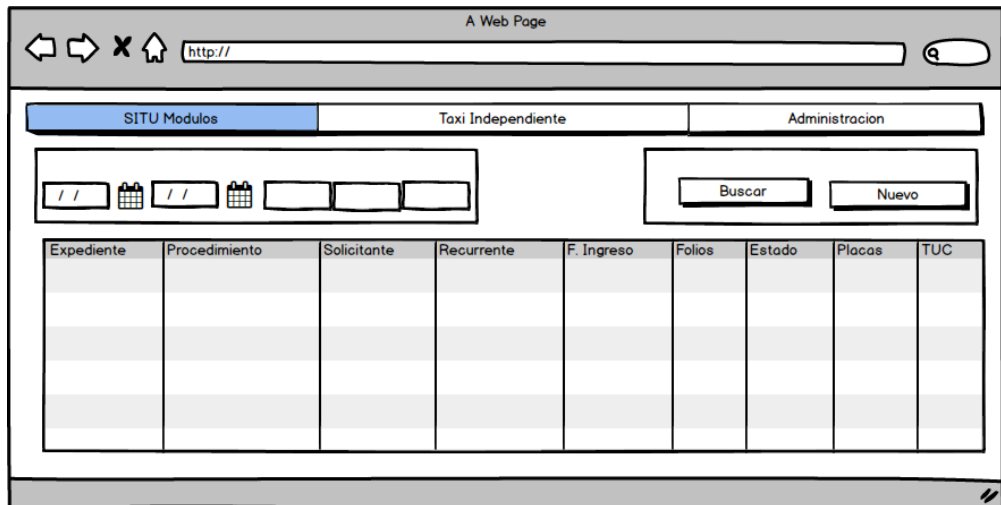 A Web Page
http://
SITU Modulos Taxi Independiente Administracion
/ / / / Buscar Nuevo
Expediente Procedimiento Solicitante Recurrente F. Ingreso Folios Estado Placas TUC